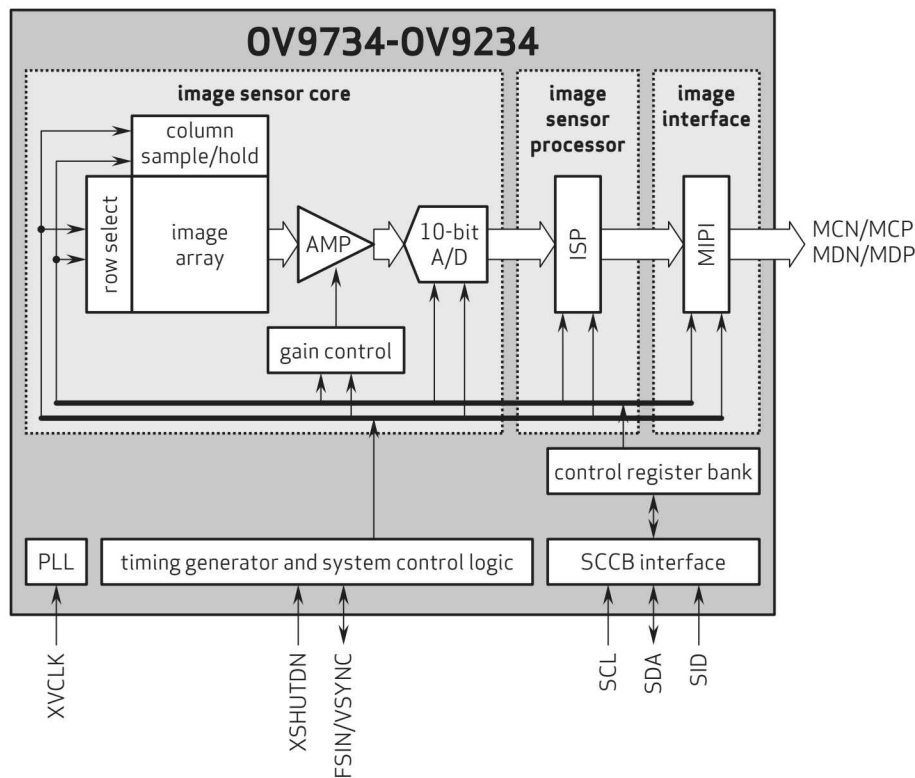 OV9734-OV9234
image sensor core
image
sensor
processor
image
interface
column
sample/hold
row select
image
array
AMP
10-bit
A/D
ISP
MIPI
MCN/MCP
MDN/MDP
gain control
control register bank
PLL
timing generator and system control logic
SCCB interface
XVCLK
XSHUTDN
FSIN/VSYNC
SCL
SDA
SID